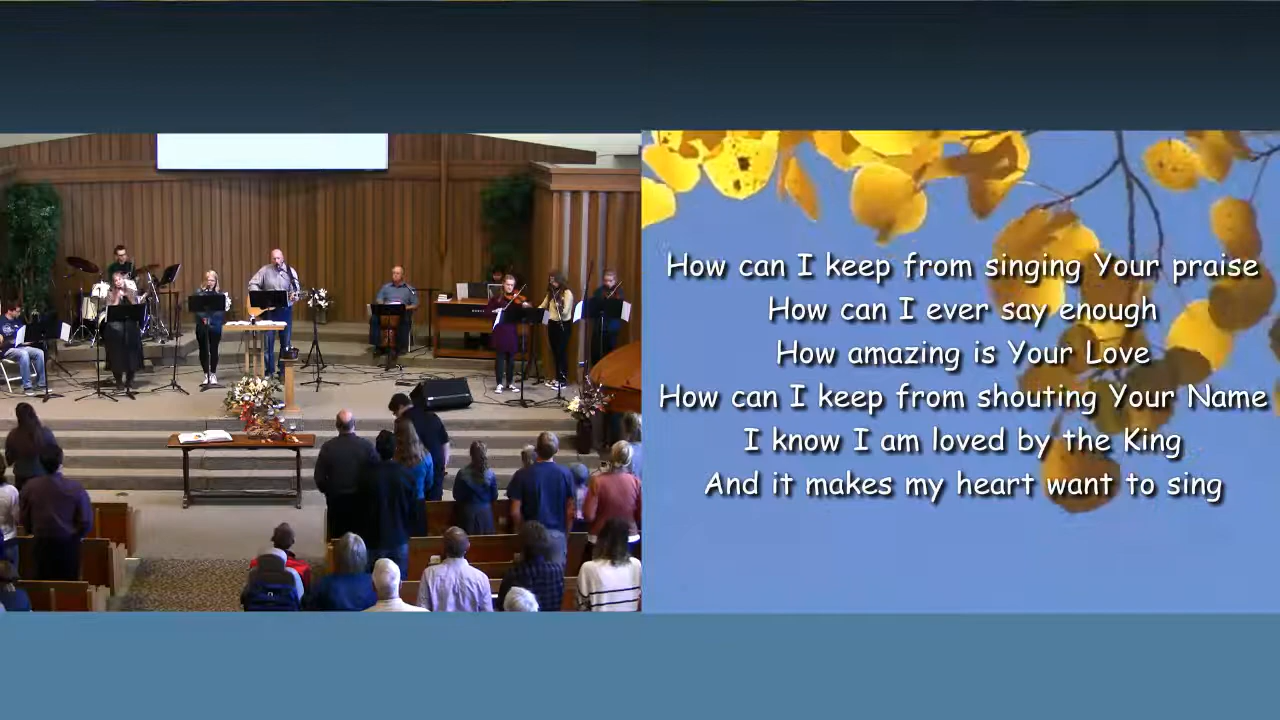 How can I keep from singing Your praise
How can I ever say enough
How amazing is Your Love
How can I keep from shouting Your Name
I know I am loved by the King
And it makes my heart want to sing